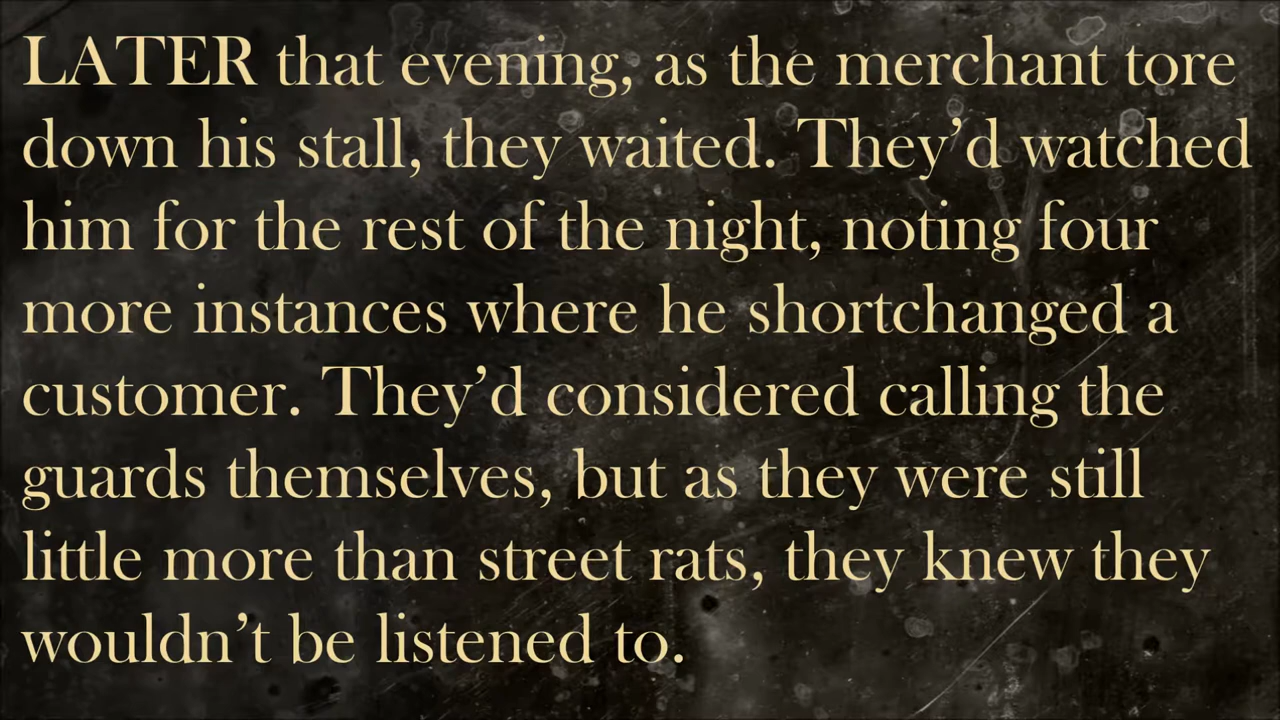 LATER that evening, as the merchant tore
down his stall, they waited. They’d watched
him for the rest of the night, noting four
more instances where he shortchanged a
customer. They’d considered calling the
guards themselves, but as they were still
little more than street rats, they knew they
wouldn’t be listened to.